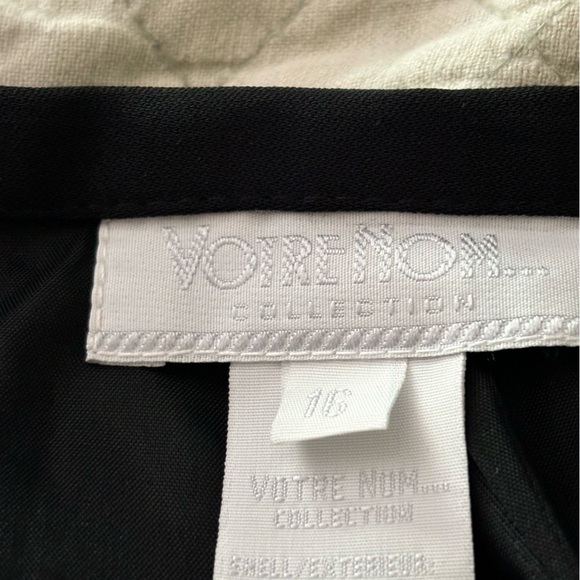 VOTRE NOM...
COLLECTION
16
VOTRE NOM...
COLLECTION
SHELL/EXTERIEUR: